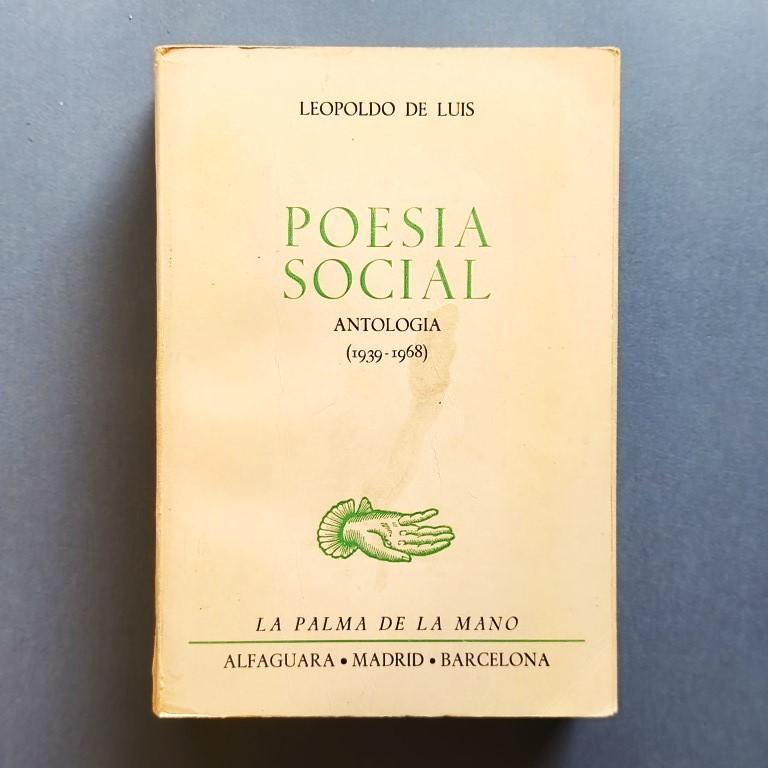 LEOPOLDO DE LUIS
POESIA
SOCIAL
ANTOLOGIA
(1939-1968)
LA PALMA DE LA MANO
ALFAGUARA • MADRID • BARCELONA